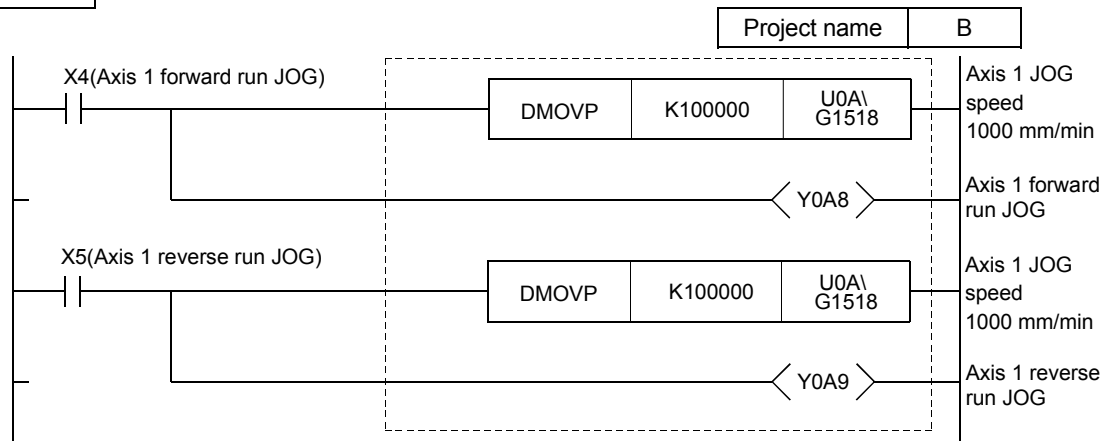 Project name B
X4(Axis 1 forward run JOG)
DMOVP K100000 U0A\
G1518
Axis 1 JOG
speed
1000 mm/min
Y0A8
Axis 1 forward
run JOG
X5(Axis 1 reverse run JOG)
DMOVP K100000 U0A\
G1518
Axis 1 JOG
speed
1000 mm/min
Y0A9
Axis 1 reverse
run JOG